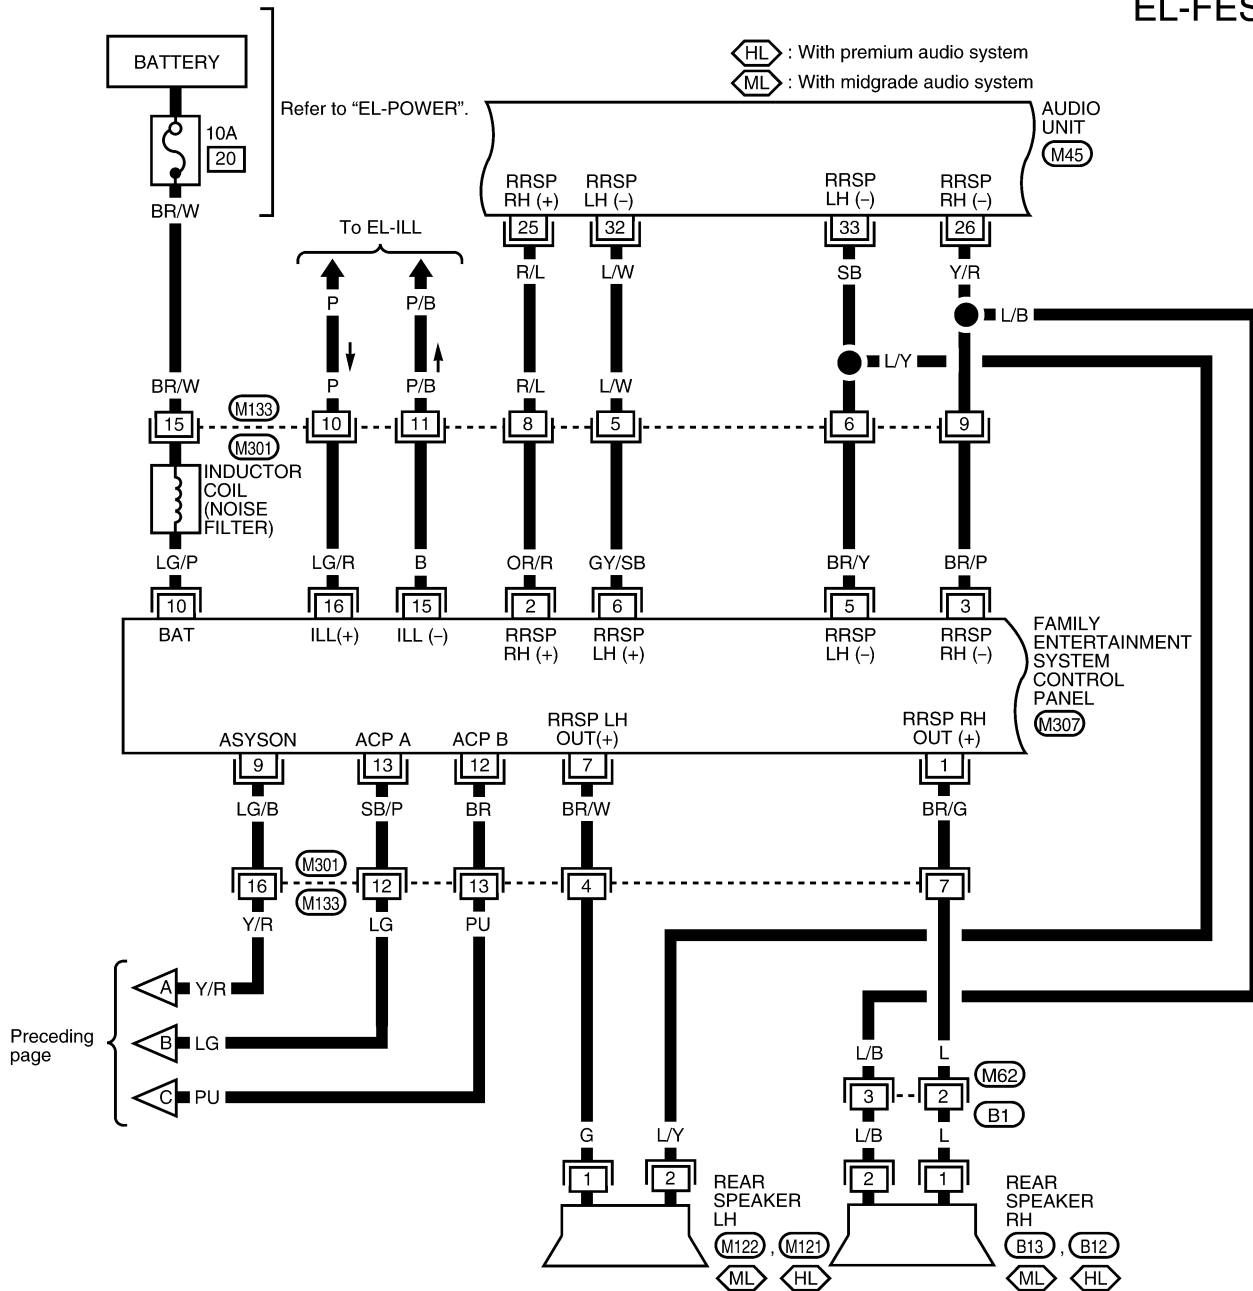 EL-FES
BATTERY
HL : With premium audio system
ML : With midgrade audio system
Refer to “EL-POWER”.
10A
20
AUDIO
UNIT
M45
RRSP
RH (+)
RRSP
LH (–)
RRSP
LH (–)
RRSP
RH (–)
BR/W
To EL-ILL
25
32
33
26
R/L
L/W
SB
Y/R
P
P/B
L/B
L/Y
BR/W
P
P/B
R/L
L/W
M133
15
10
11
8
5
6
9
M301
INDUCTOR
COIL
(NOISE
FILTER)
LG/P
LG/R
B
OR/R
GY/SB
BR/Y
BR/P
10
16
15
2
6
5
3
BAT
ILL(+)
ILL (–)
RRSP
RH (+)
RRSP
LH (+)
RRSP
LH (–)
RRSP
RH (–)
FAMILY
ENTERTAINMENT
SYSTEM
CONTROL
PANEL
M307
ASYSON
ACP A
ACP B
RRSP LH
OUT(+)
RRSP RH
OUT (+)
9
13
12
7
1
LG/B
SB/P
BR
BR/W
BR/G
M301
16
12
13
4
7
M133
Y/R
LG
PU
Preceding
page
A Y/R
B LG
C PU
L/B
L
M62
3
2
B1
G
L/Y
L/B
L
1
2
2
1
REAR
SPEAKER
LH
M122 , M121
ML
HL
REAR
SPEAKER
RH
B13 , B12
ML
HL